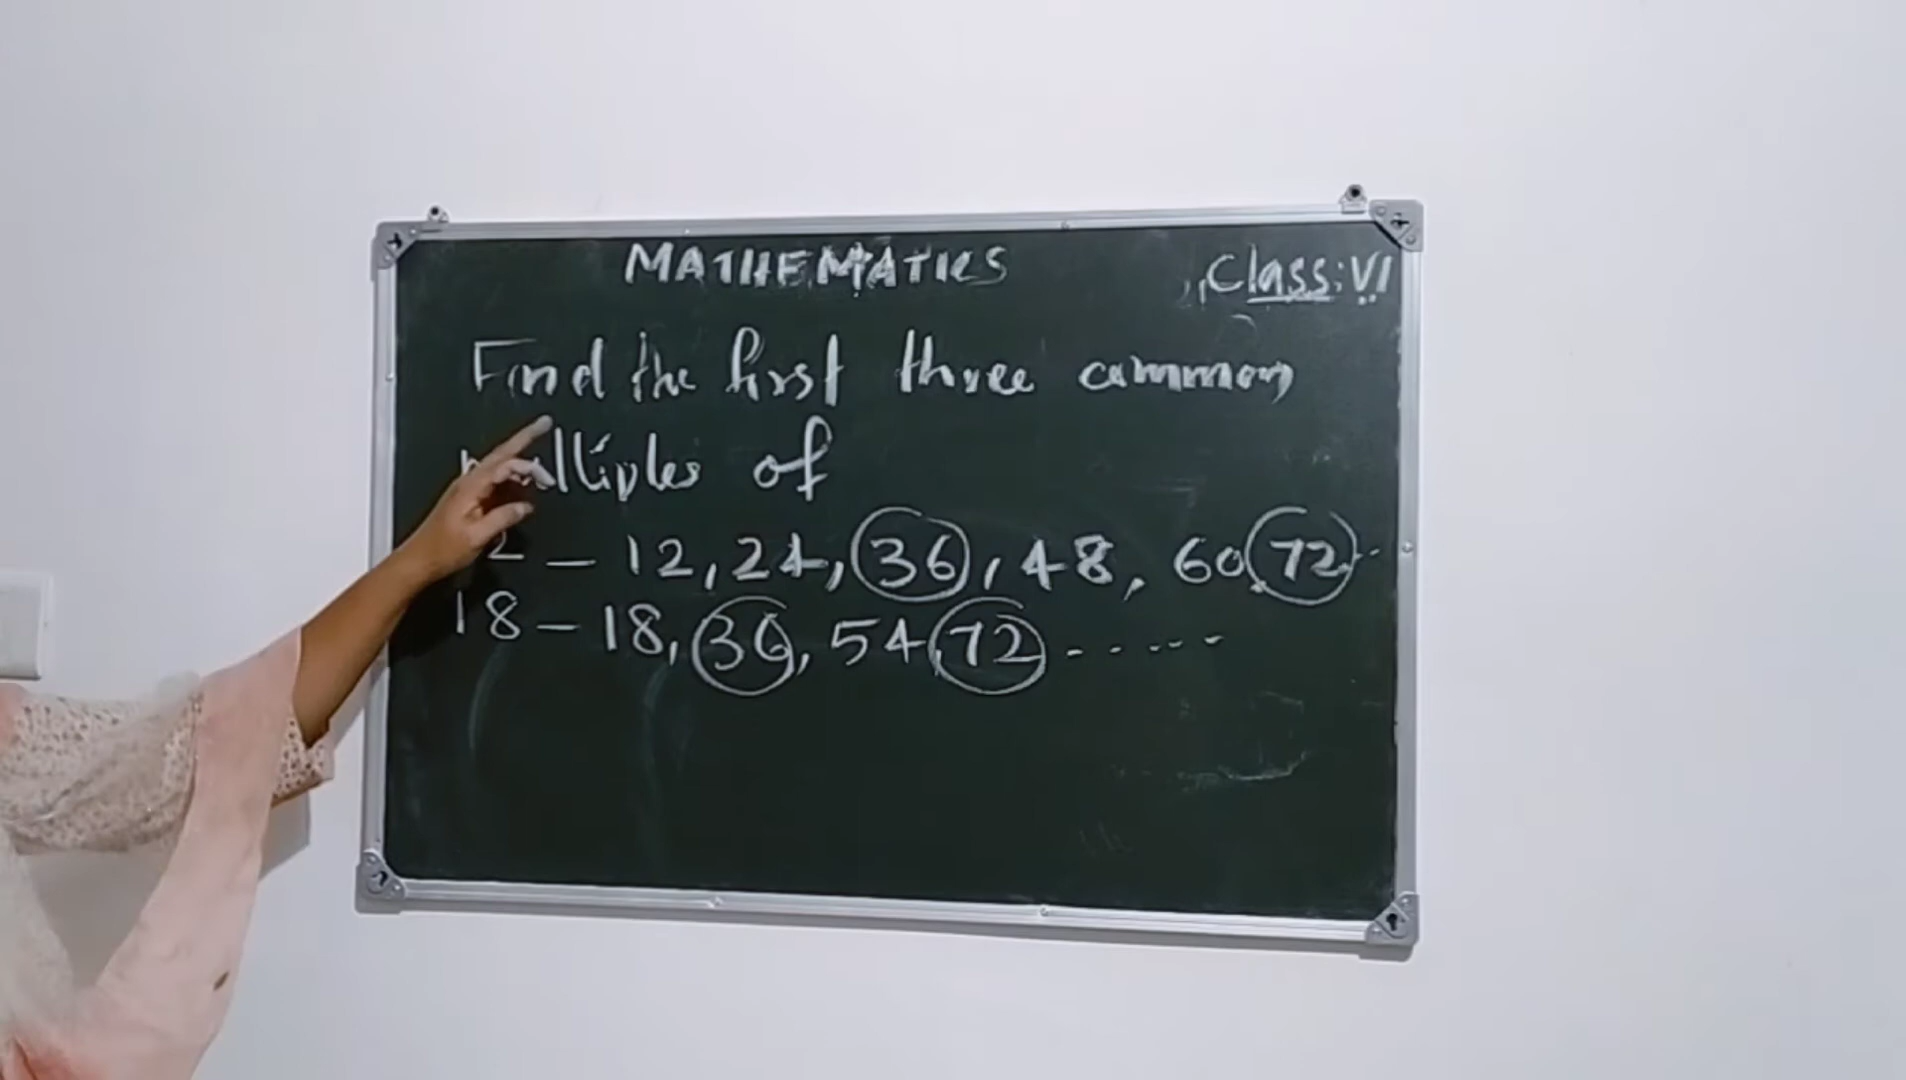 MATHEMATICS
Class: VI
Find the first three common
multiples of
2 - 12, 24, 36, 48, 60, 72..
18 - 18, 36, 54, 72 ......